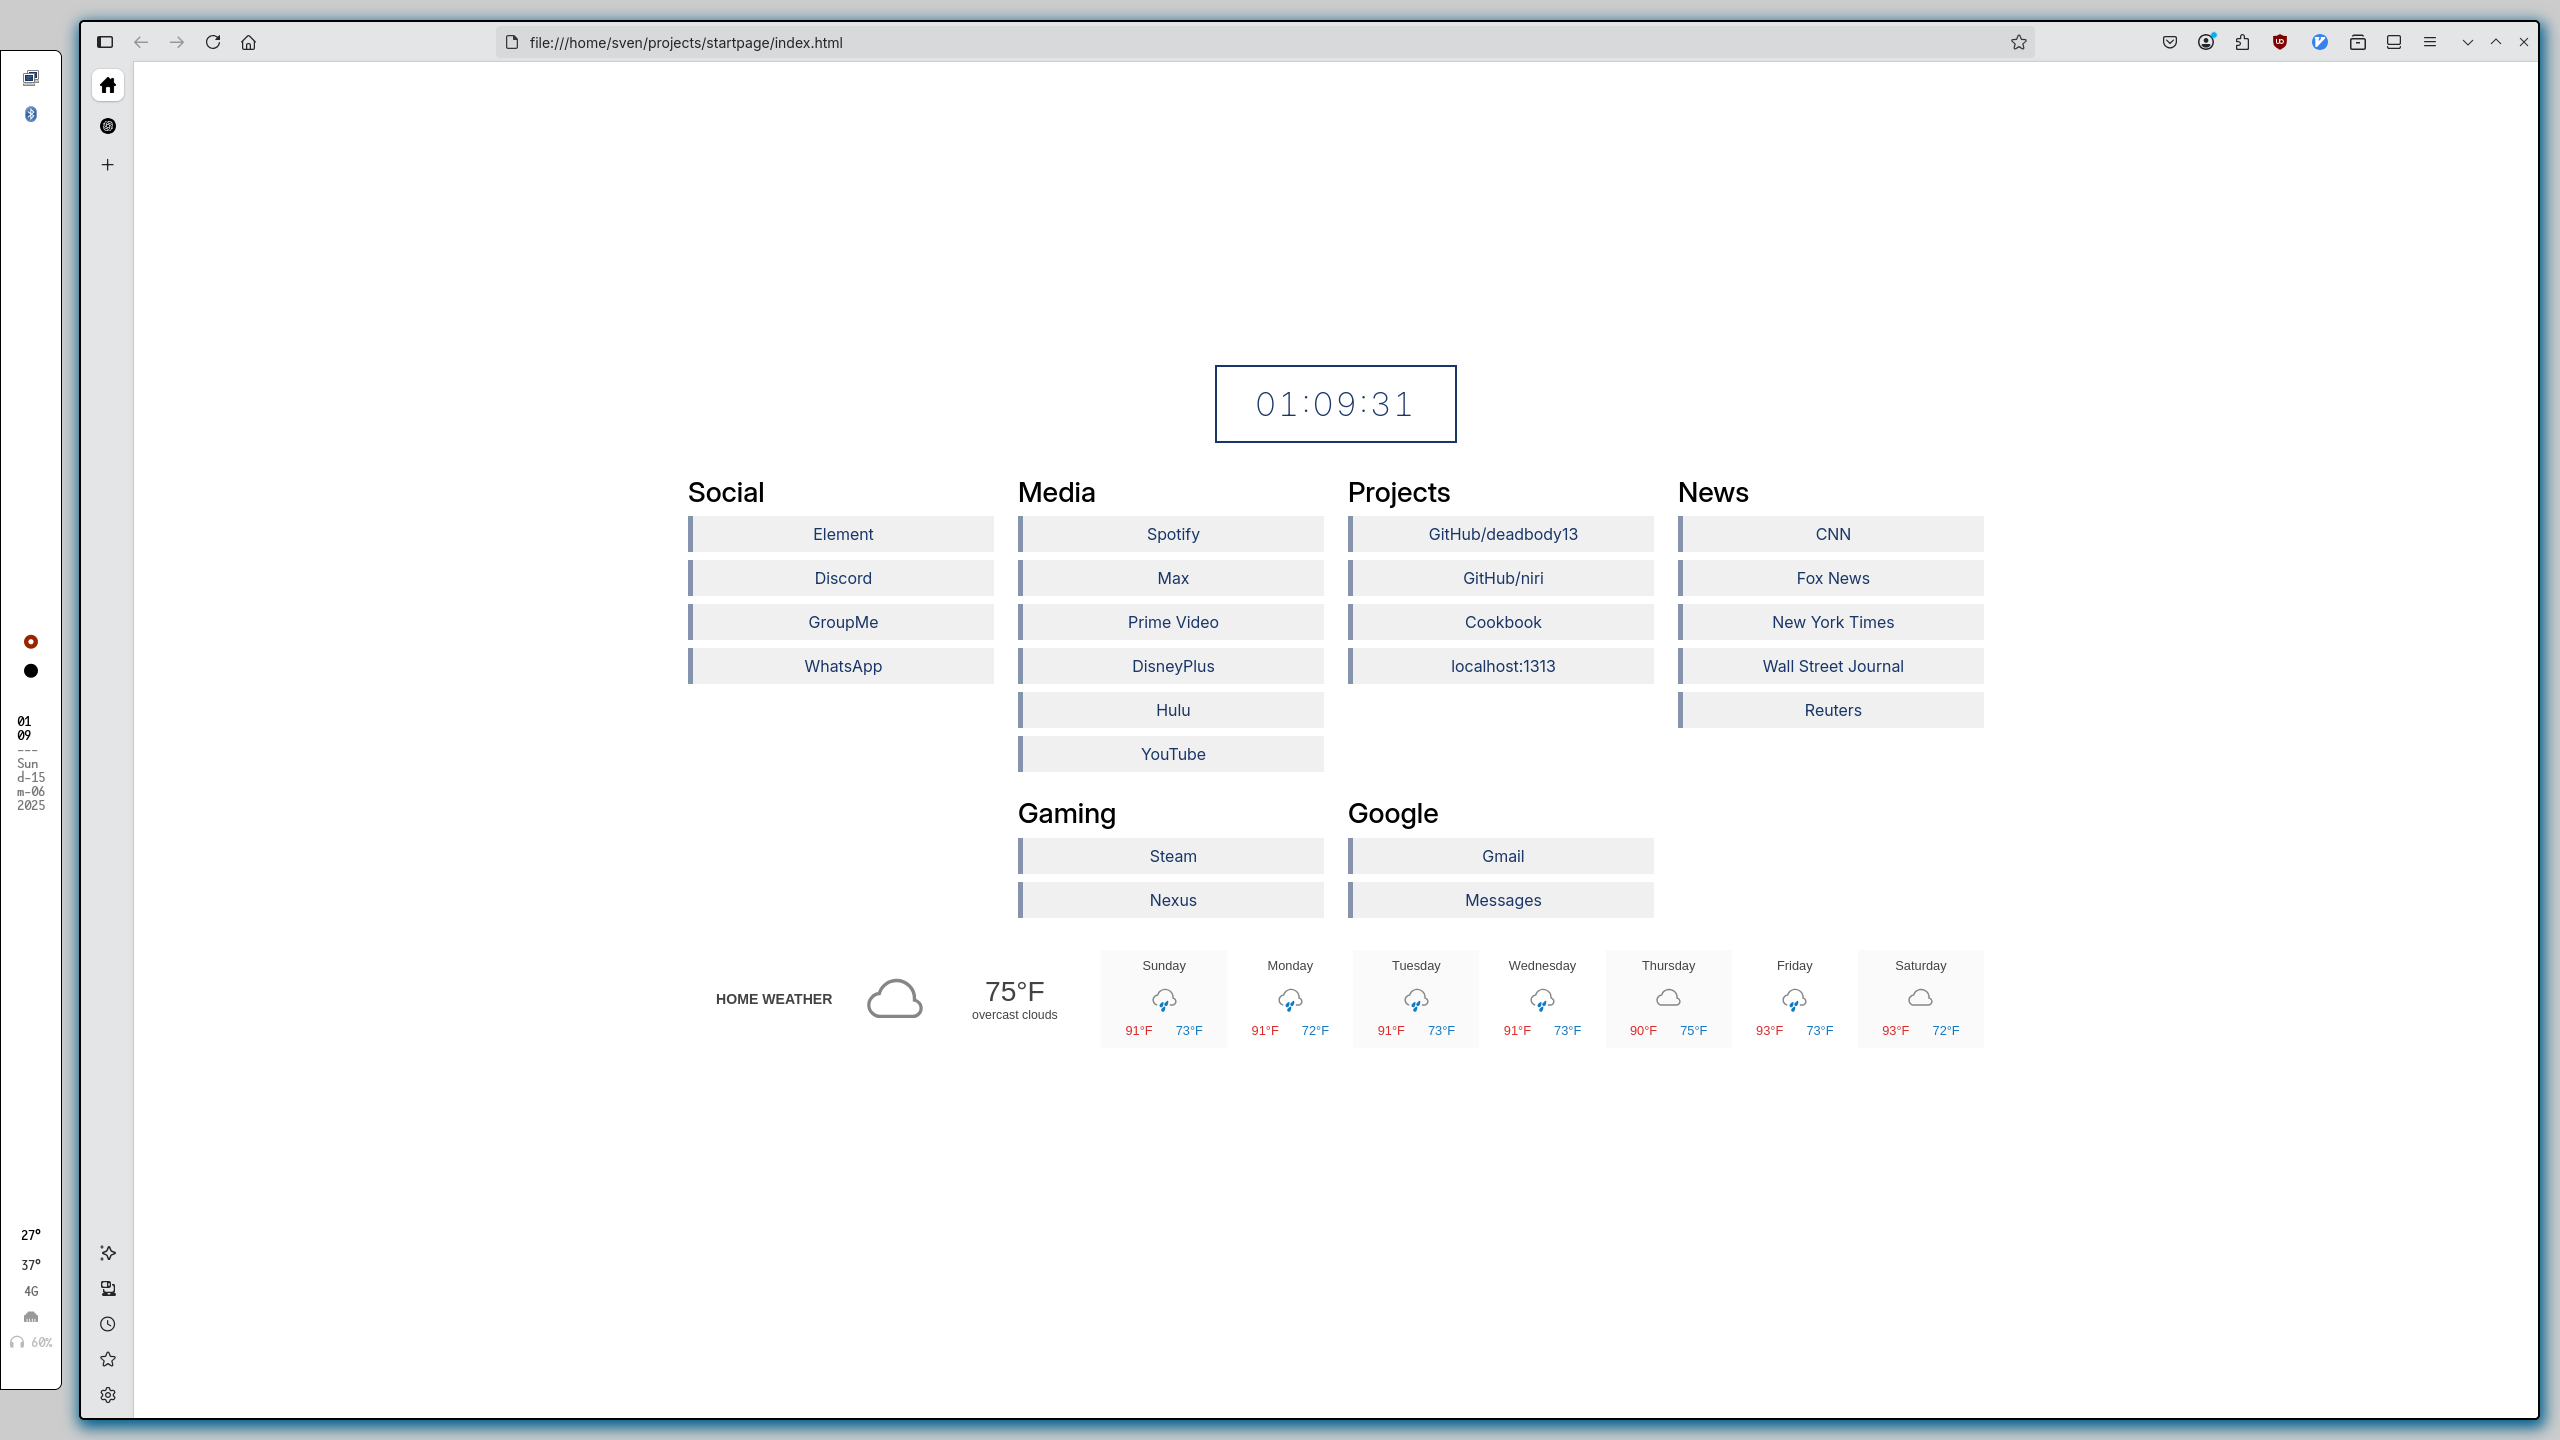 file:///home/sven/projects/startpage/index.html
01
09
---
Sun
d-15
m-06
2025
27°
37°
4G
60%
01:09:31
Social
Element
Discord
GroupMe
WhatsApp
Media
Spotify
Max
Prime Video
DisneyPlus
Hulu
YouTube
Projects
GitHub/deadbody13
GitHub/niri
Cookbook
localhost:1313
News
CNN
Fox News
New York Times
Wall Street Journal
Reuters
Gaming
Steam
Nexus
Google
Gmail
Messages
HOME WEATHER
75°F
overcast clouds
Sunday
91°F 73°F
Monday
91°F 72°F
Tuesday
91°F 73°F
Wednesday
91°F 73°F
Thursday
90°F 75°F
Friday
93°F 73°F
Saturday
93°F 72°F